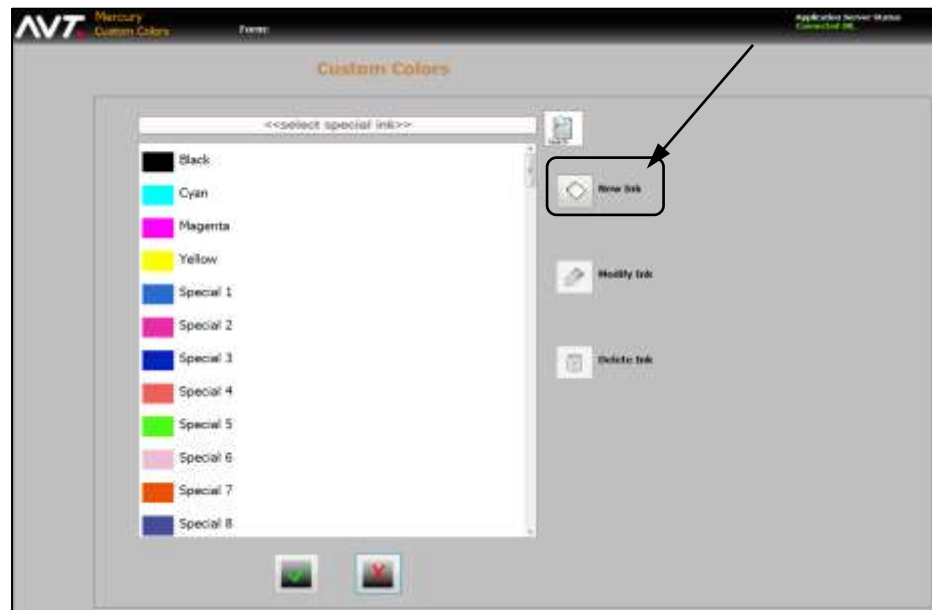 AVT
Mercury
Custom Colors
Form:
Application Server Status
Connected OK.
Custom Colors
<<select special ink>>
Black
Cyan
Magenta
Yellow
Special 1
Special 2
Special 3
Special 4
Special 5
Special 6
Special 7
Special 8
New Ink
Modify Ink
Delete Ink